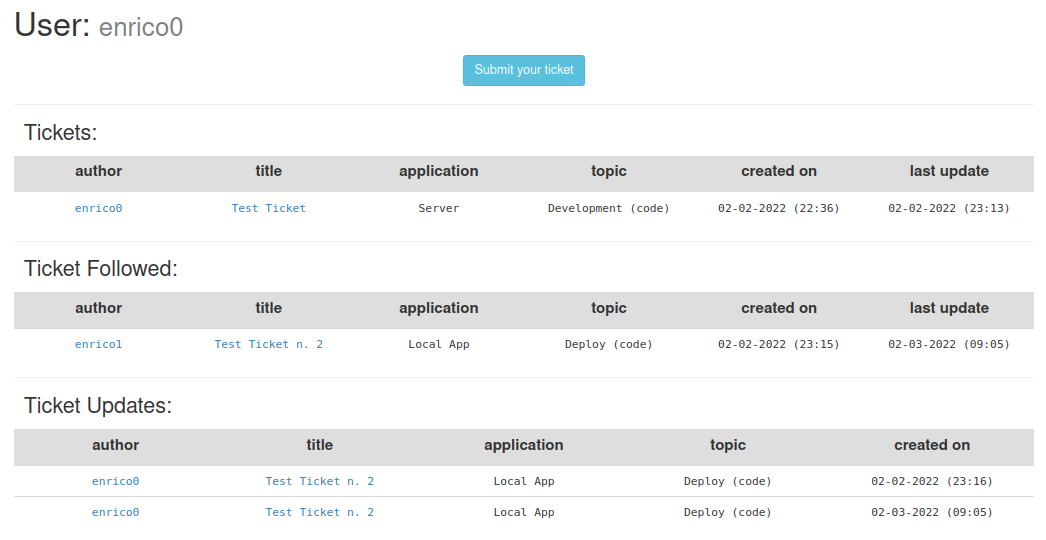 User: enrico0
Submit your ticket
Tickets:
author title application topic created on last update
enrico0 Test Ticket Server Development (code) 02-02-2022 (22:36) 02-02-2022 (23:13)
Ticket Followed:
author title application topic created on last update
enrico1 Test Ticket n. 2 Local App Deploy (code) 02-02-2022 (23:15) 02-03-2022 (09:05)
Ticket Updates:
author title application topic created on
enrico0 Test Ticket n. 2 Local App Deploy (code) 02-02-2022 (23:16)
enrico0 Test Ticket n. 2 Local App Deploy (code) 02-03-2022 (09:05)